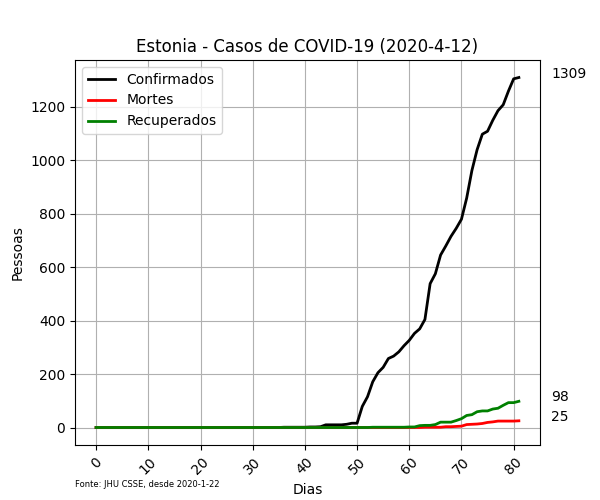 Estonia - Casos de COVID-19 (2020-4-12)
Confirmados
Mortes
Recuperados
1309
98
25
Pessoas
1200
1000
800
600
400
200
0
0 10 20 30 40 50 60 70 80
Fonte: JHU CSSE, desde 2020-1-22
Dias